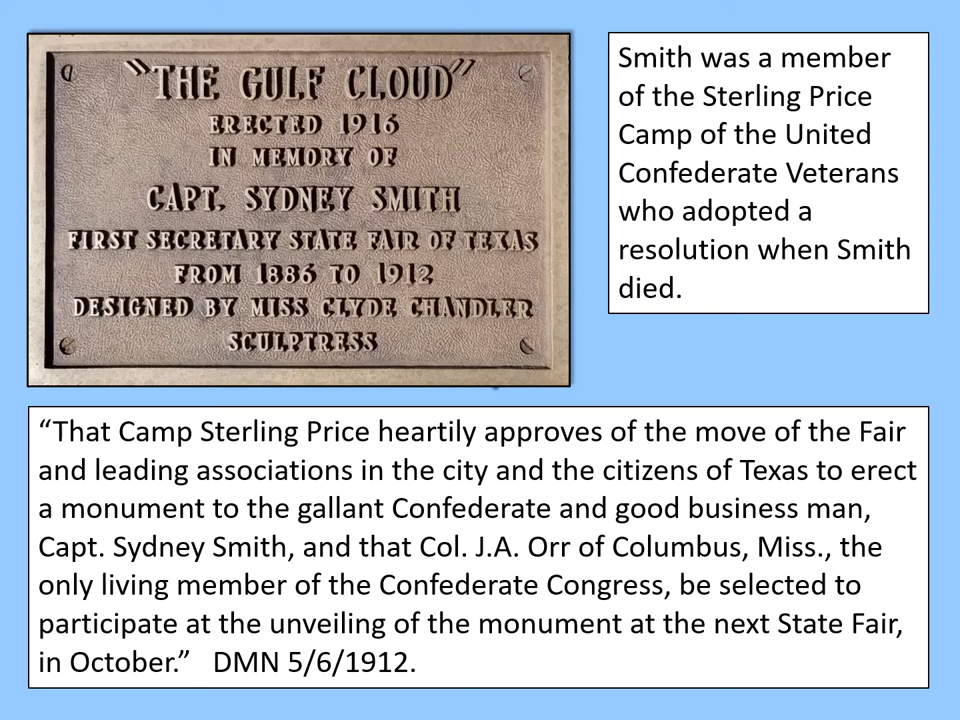 "THE GULF CLOUD"
ERECTED 1916
IN MEMORY OF
CAPT. SYDNEY SMITH
FIRST SECRETARY STATE FAIR OF TEXAS
FROM 1886 TO 1912
DESIGNED BY MISS CLYDE CHANDLER
SCULPTRESS
Smith was a member
of the Sterling Price
Camp of the United
Confederate Veterans
who adopted a
resolution when Smith
died.
“That Camp Sterling Price heartily approves of the move of the Fair
and leading associations in the city and the citizens of Texas to erect
a monument to the gallant Confederate and good business man,
Capt. Sydney Smith, and that Col. J.A. Orr of Columbus, Miss., the
only living member of the Confederate Congress, be selected to
participate at the unveiling of the monument at the next State Fair,
in October.”   DMN 5/6/1912.